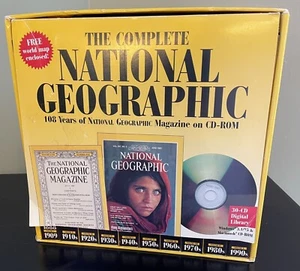 FREE
world map
enclosed!
THE COMPLETE
NATIONAL
GEOGRAPHIC
108 Years of NATIONAL GEOGRAPHIC Magazine on CD-ROM
THE NATIONAL
GEOGRAPHIC
MAGAZINE
NATIONAL
GEOGRAPHIC
30-CD
Digital
Library
1909
1910s
1920s
1930s
1940s
1950s
1960s
1970s
1980s
1990s